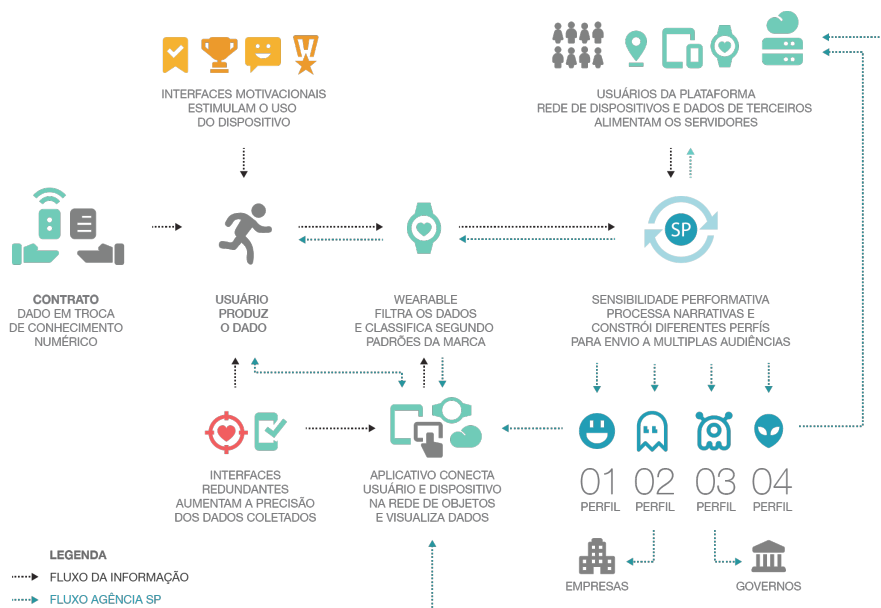 INTERFACES MOTIVACIONAIS
ESTIMULAM O USO
DO DISPOSITIVO
USUÁRIOS DA PLATAFORMA
REDE DE DISPOSITIVOS E DADOS DE TERCEIROS
ALIMENTAM OS SERVIDORES
SP
CONTRATO
DADO EM TROCA
DE CONHECIMENTO
NUMÉRICO
USUÁRIO
PRODUZ
O DADO
WEARABLE
FILTRA OS DADOS
E CLASSIFICA SEGUNDO
PADRÕES DA MARCA
SENSIBILIDADE PERFORMATIVA
PROCESSA NARRATIVAS E
CONSTRÓI DIFERENTES PERFÍS
PARA ENVIO A MULTIPLAS AUDIÊNCIAS
INTERFACES
REDUNDANTES
AUMENTAM A PRECISÃO
DOS DADOS COLETADOS
APLICATIVO CONECTA
USUÁRIO E DISPOSITIVO
NA REDE DE OBJETOS
E VISUALIZA DADOS
01 02 03 04
PERFIL PERFIL PERFIL PERFIL
EMPRESAS
GOVERNOS
LEGENDA
FLUXO DA INFORMAÇÃO
FLUXO AGÊNCIA SP